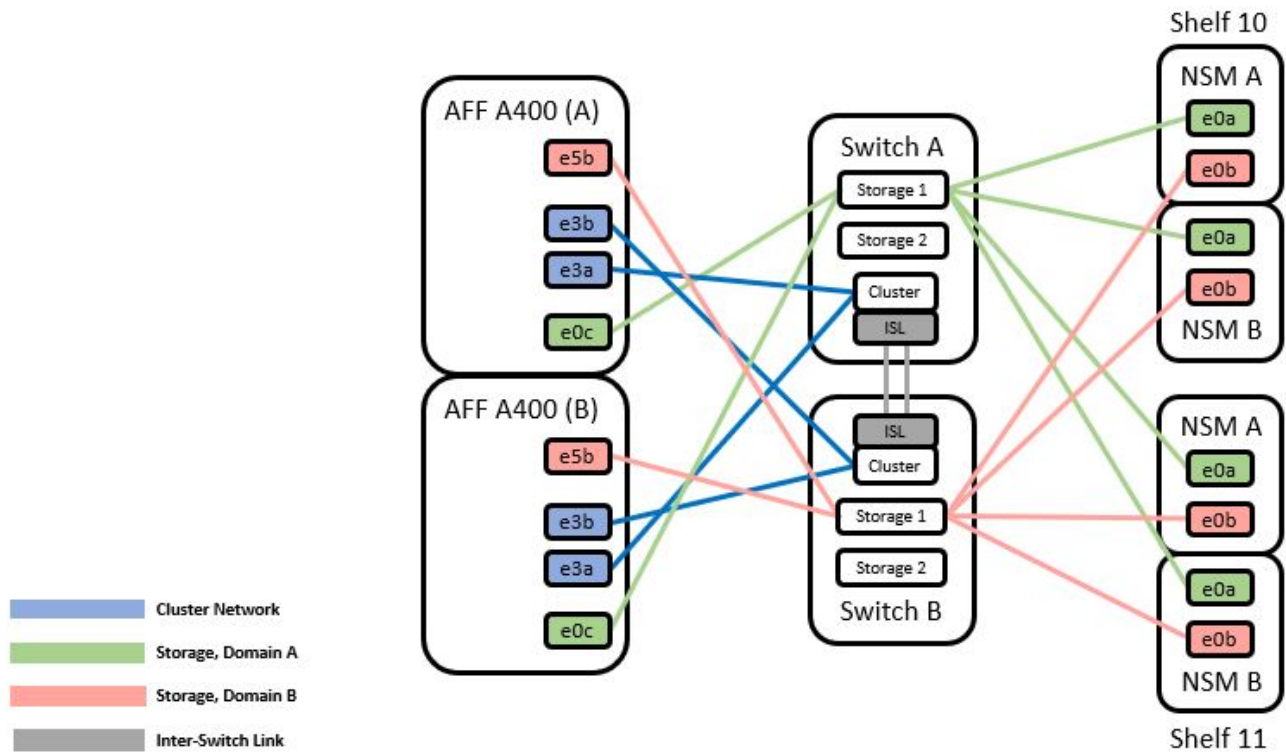 AFF A400 (A)
e5b
e3b
e3a
e0c
AFF A400 (B)
e5b
e3b
e3a
e0c
Switch A
Storage 1
Storage 2
Cluster
ISL
ISL
Cluster
Storage 1
Storage 2
Switch B
Shelf 10
NSM A
e0a
e0b
e0a
e0b
NSM B
NSM A
e0a
e0b
e0a
e0b
NSM B
Shelf 11
Cluster Network
Storage, Domain A
Storage, Domain B
Inter-Switch Link